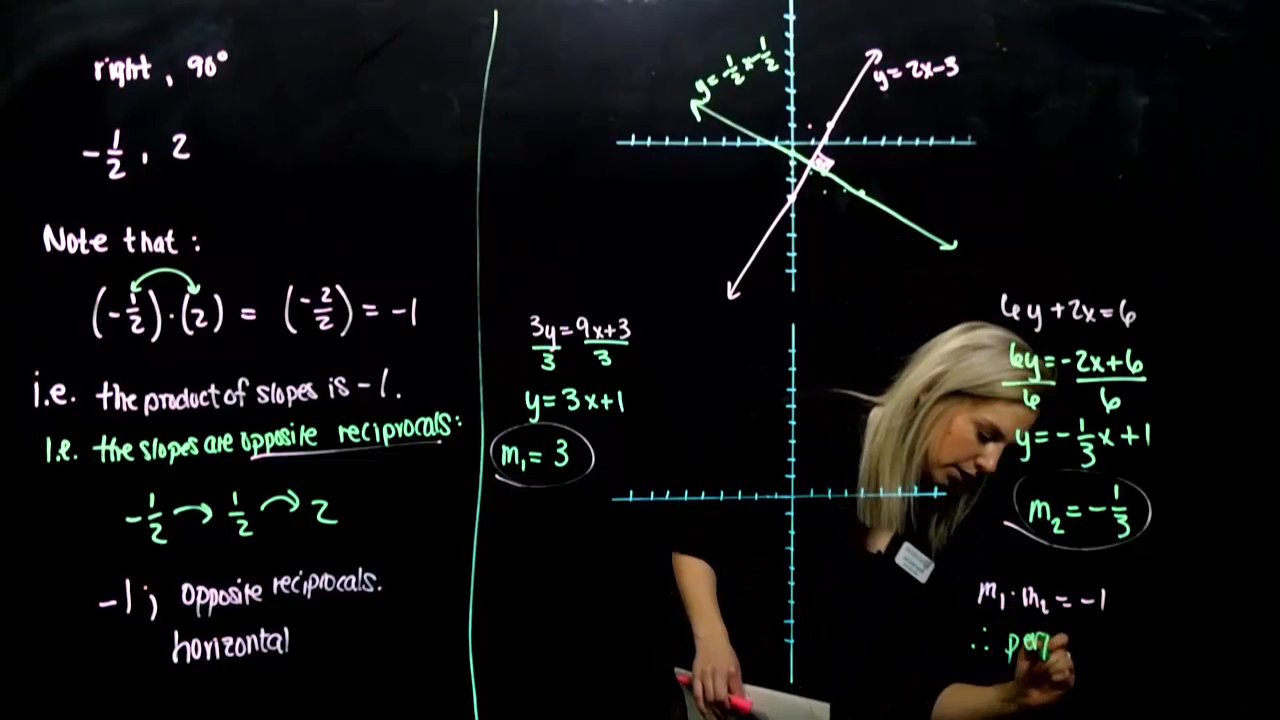 right, 90°
-1/2, 2
Note that:
(-1/2)·(2) = (-2/2) = -1
i.e. the product of slopes is -1.
I.e. the slopes are opposite reciprocals:
-1/2 → 1/2 → 2
-1; opposite reciprocals.
horizontal
y=-1/2x-1/2
y=2x-3
3y=9x+3
3 3
y=3x+1
m₁=3
6y+2x=6
6y=-2x+6
6 6
y=-1/3x+1
m₂=-1/3
m₁·m₂=-1
∴ per